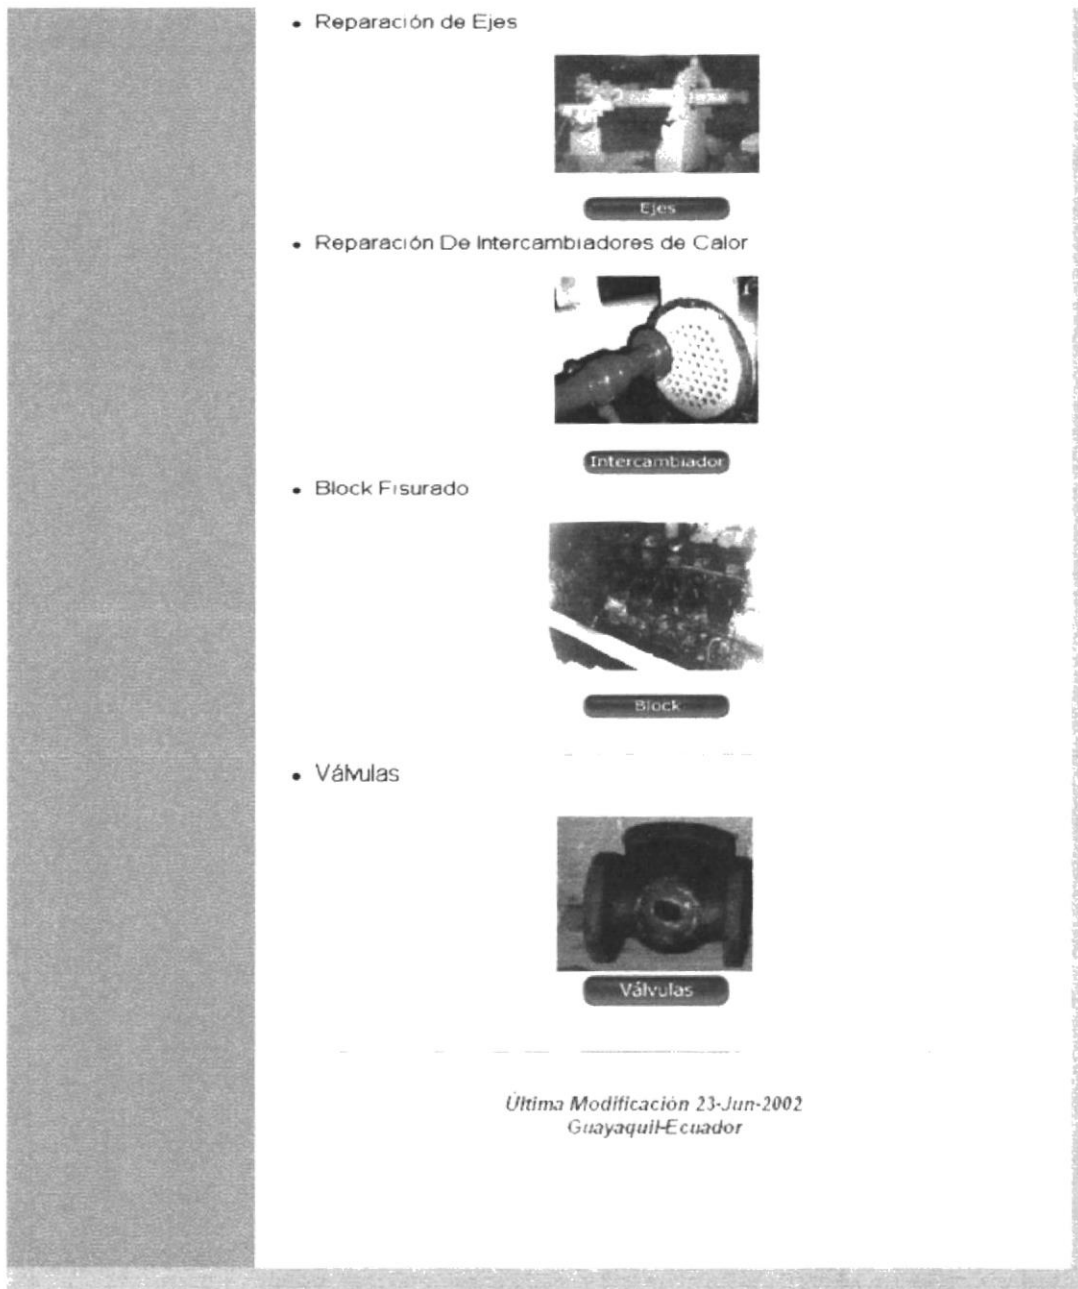 • Reparación de Ejes
Ejes
• Reparación De Intercambiadores de Calor
Intercambiador
• Block Fisurado
Block
• Válvulas
Válvulas
Última Modificación 23-Jun-2002
Guayaquil-Ecuador